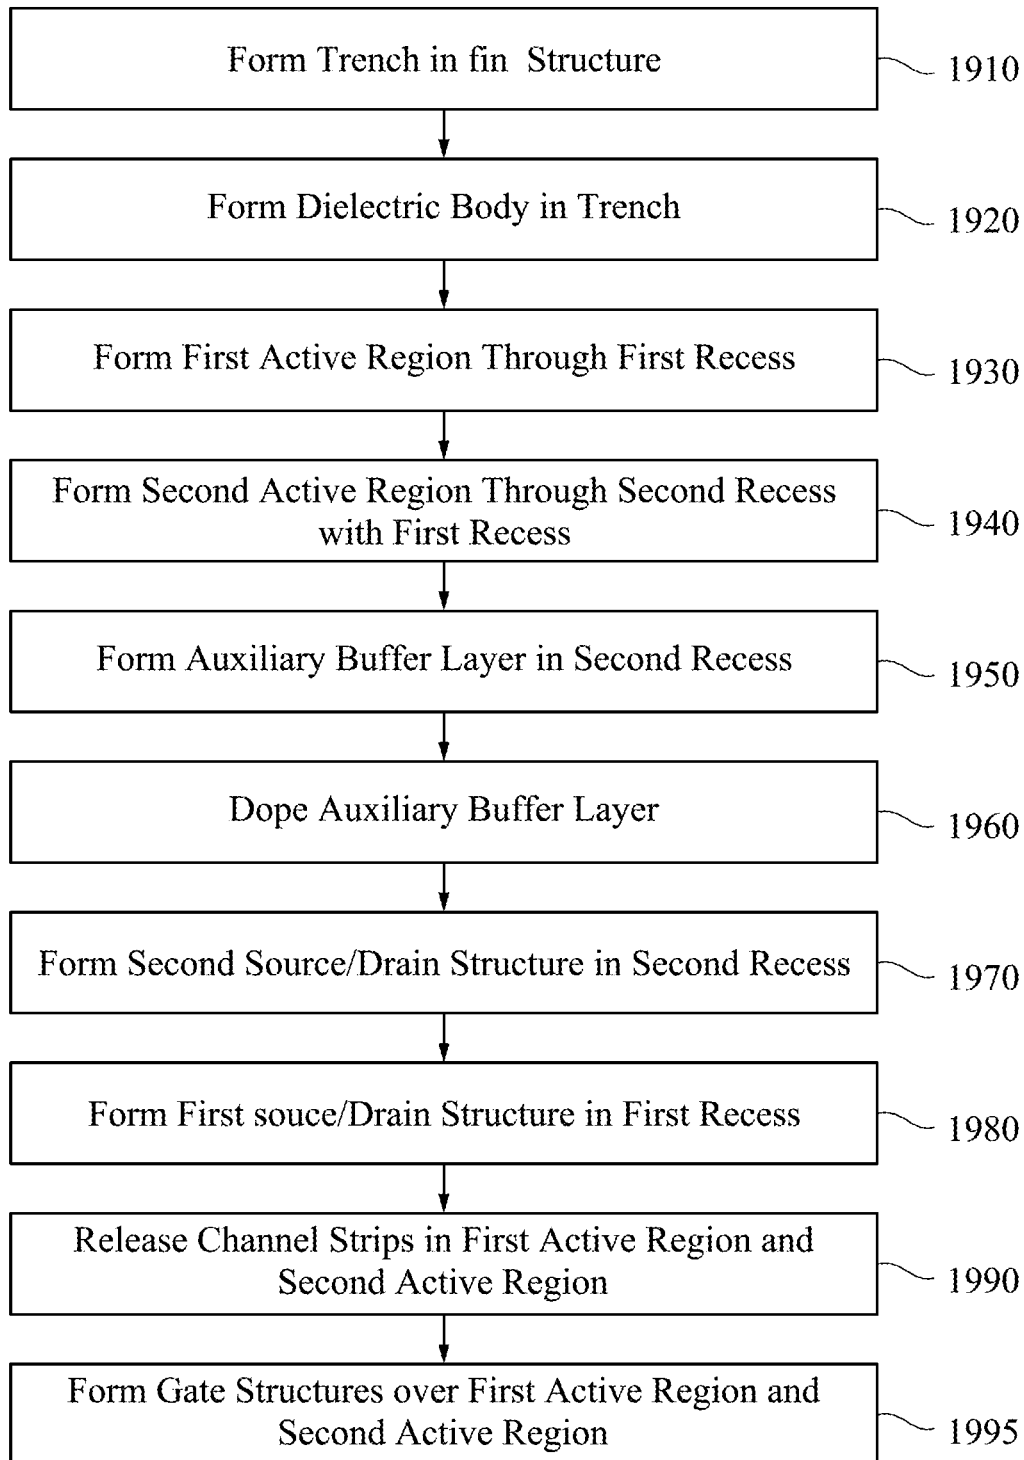 Form Trench in fin Structure
1910
Form Dielectric Body in Trench
1920
Form First Active Region Through First Recess
1930
Form Second Active Region Through Second Recess
with First Recess
1940
Form Auxiliary Buffer Layer in Second Recess
1950
Dope Auxiliary Buffer Layer
1960
Form Second Source/Drain Structure in Second Recess
1970
Form First souce/Drain Structure in First Recess
1980
Release Channel Strips in First Active Region and
Second Active Region
1990
Form Gate Structures over First Active Region and
Second Active Region
1995